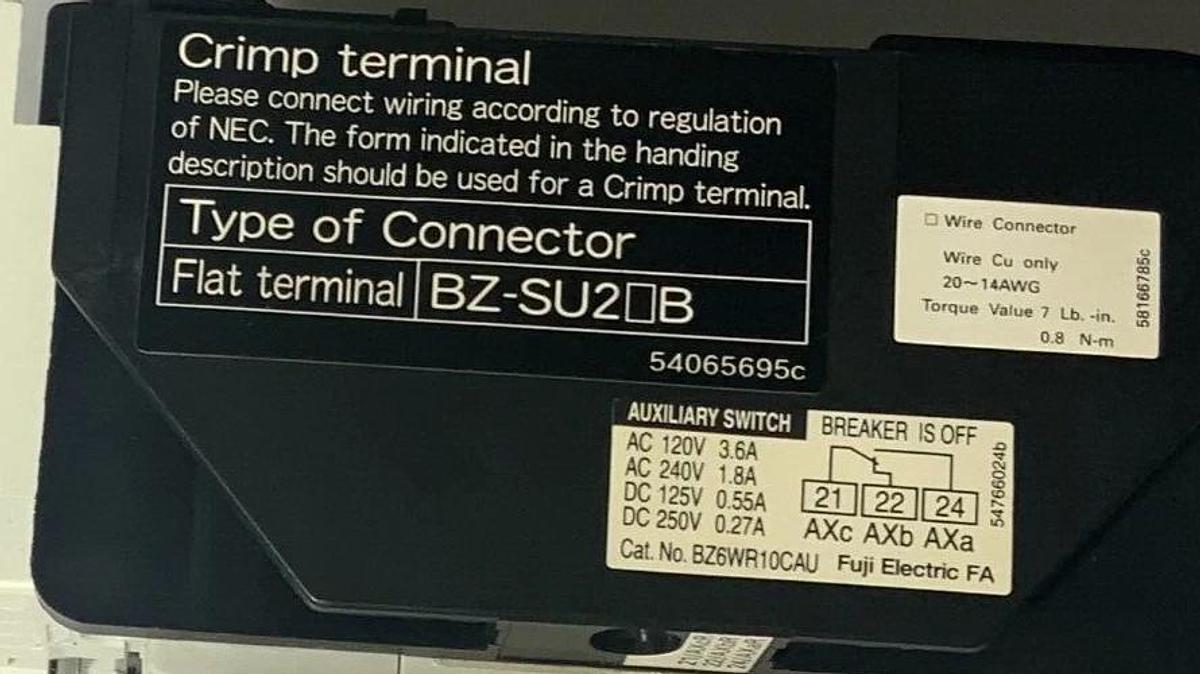 Crimp terminal
Please connect wiring according to regulation
of NEC. The form indicated in the handing
description should be used for a Crimp terminal.
Type of Connector
Flat terminal BZ-SU2□B
54065695c
□ Wire Connector
Wire Cu only
20~14AWG
Torque Value 7 Lb. -in.
0.8 N-m
58166785c
AUXILIARY SWITCH
AC 120V 3.6A
AC 240V 1.8A
DC 125V 0.55A
DC 250V 0.27A
BREAKER IS OFF
21 22 24
AXc AXb AXa
54766024b
Cat. No. BZ6WR10CAU Fuji Electric FA